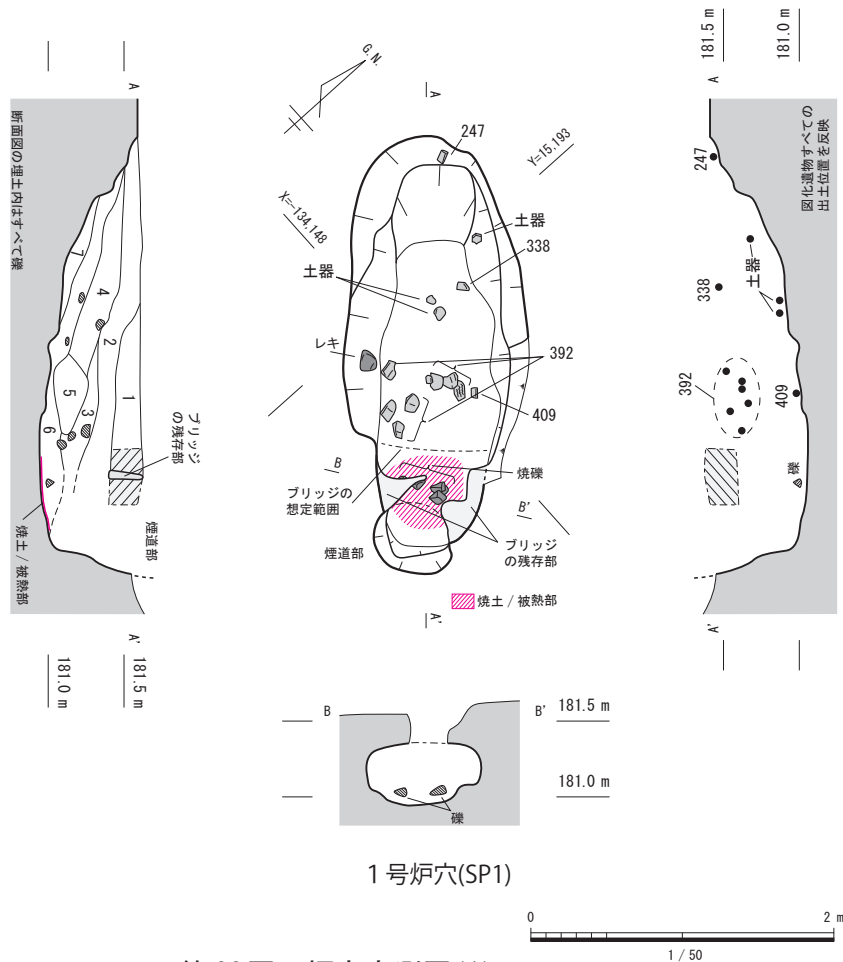 181.5 m
181.0 m
A
A
A
G.N.
247
Y=15.193
X=-134,148
断面図の埋土内はすべて礫
図化遺物すべての
出土位置を反映
247
土器
338
土器
土器
338
レキ
392
392
409
409
7
4
2
1
5
3
6
ブリッジ
の残存部
B
焼礫
礫
ブリッジの
想定範囲
B'
煙道部
煙道部
ブリッジ
の残存部
焼土 / 被熱部
焼土 / 被熱部
A'
A'
A'
181.0 m
181.5 m
B
B'
181.5 m
181.0 m
礫
1 号炉穴(SP1)
0
2 m
1 / 50